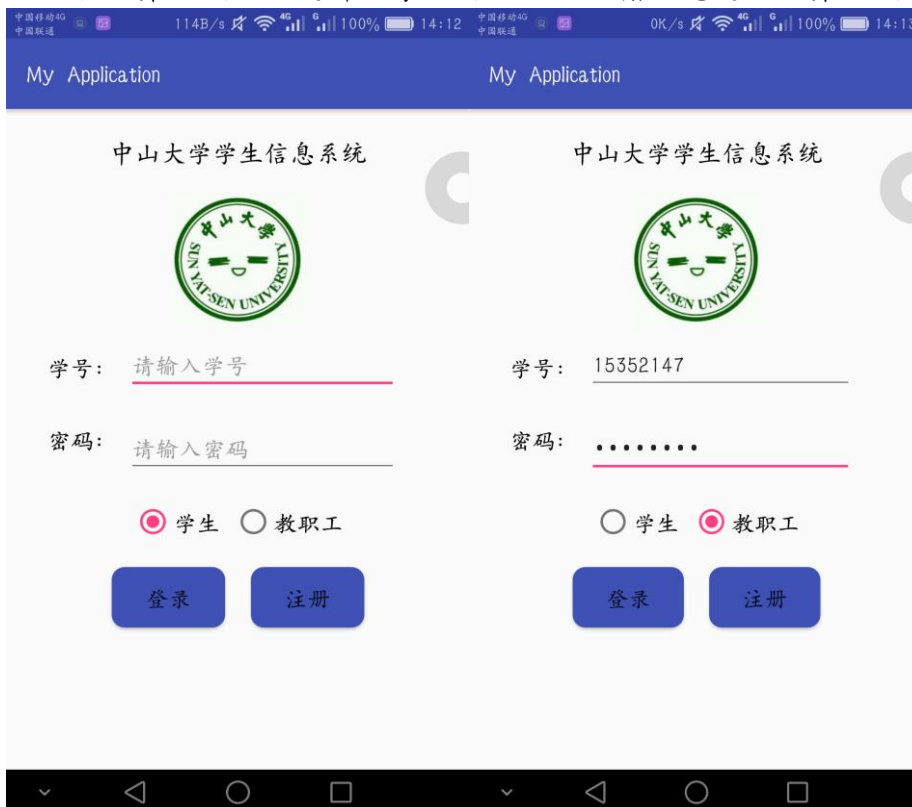 中国移动4G
中国联通
114B/s 4G G 100% 14:12
My Application
中山大学学生信息系统
中山大学
SUN YAT-SEN UNIVERSITY
学号: 请输入学号
密码: 请输入密码
学生 教职工
登录 注册
中国移动4G
中国联通
0K/s 4G G 100% 14:13
My Application
中山大学学生信息系统
中山大学
SUN YAT-SEN UNIVERSITY
学号: 15352147
密码: ........
学生 教职工
登录 注册